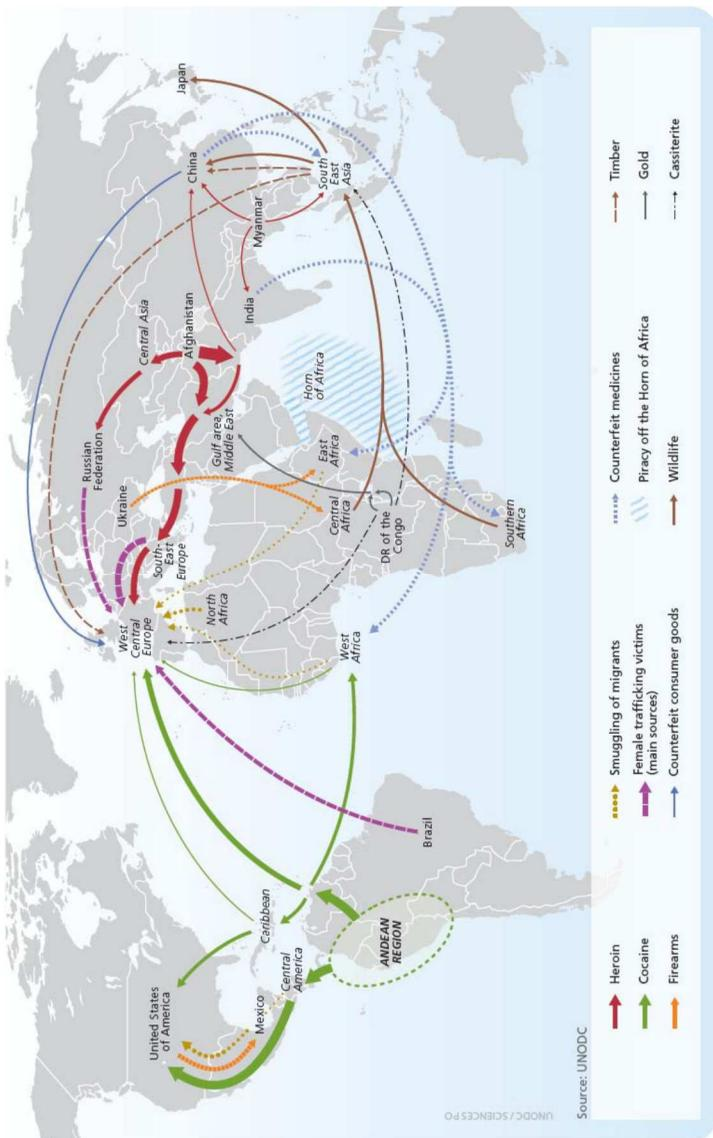 United States
of America
Mexico
Central
America
Caribbean
ANDEAN
REGION
Brazil
West
Central
Europe
South-
East
Europe
North
Africa
West
Africa
Ukraine
Russian
Federation
Central Asia
Afghanistan
Gulf area,
Middle East
Horn
of Africa
East
Africa
Central
Africa
DR of the
Congo
Southern
Africa
India
Myanmar
China
South
East
Asia
Japan
UNODC / SCIENCES PO
Source: UNODC
Heroin
Cocaine
Firearms
Smuggling of migrants
Female trafficking victims
(main sources)
Counterfeit consumer goods
Counterfeit medicines
Piracy off the Horn of Africa
Wildlife
Timber
Gold
Cassiterite